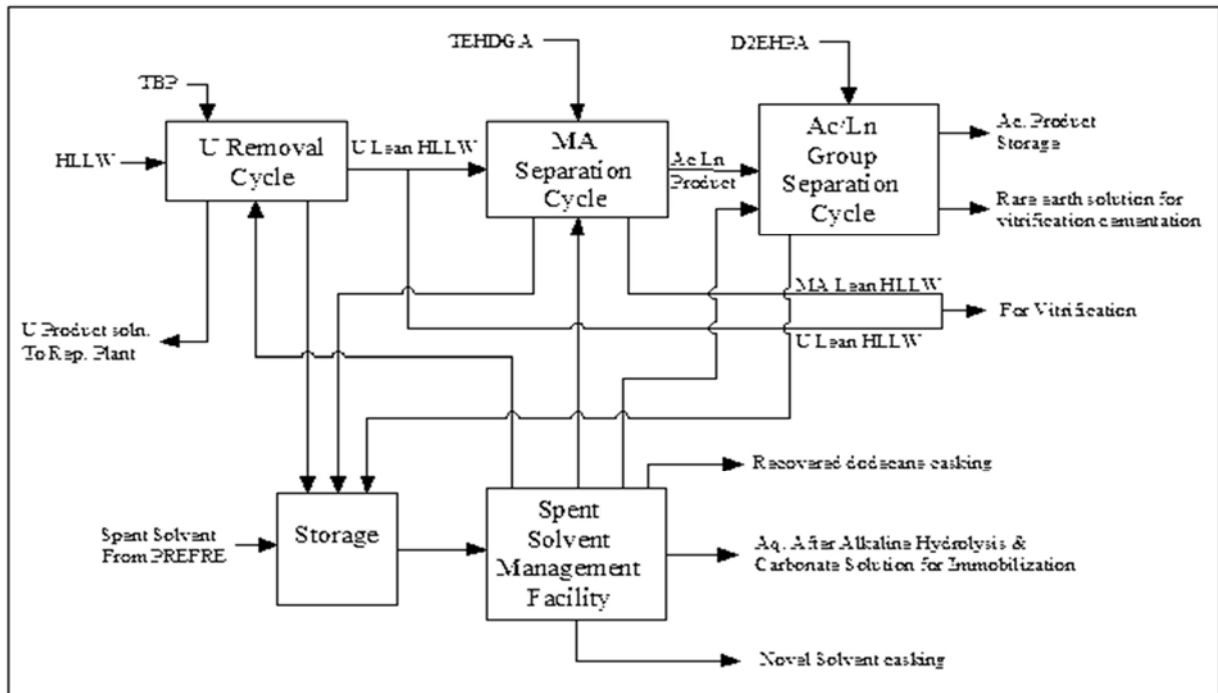 TEHDGA
D2EHPA
TBP
HLLW
U Removal
Cycle
U Lean HLLW
MA
Separation
Cycle
Ac Ln
Product
Ac/Ln
Group
Separation
Cycle
Ac. Product
Storage
Rare earth solution for
vitrification cementation
MA Lean HLLW
For Vitrification
U Lean HLLW
U Product soln.
To Rep. Plant
Recovered dodecane casking
Spent Solvent
From PREFRE
Storage
Spent
Solvent
Management
Facility
Aq. After Alkaline Hydrolysis &
Carbonate Solution for Immobilization
Novel Solvent casking